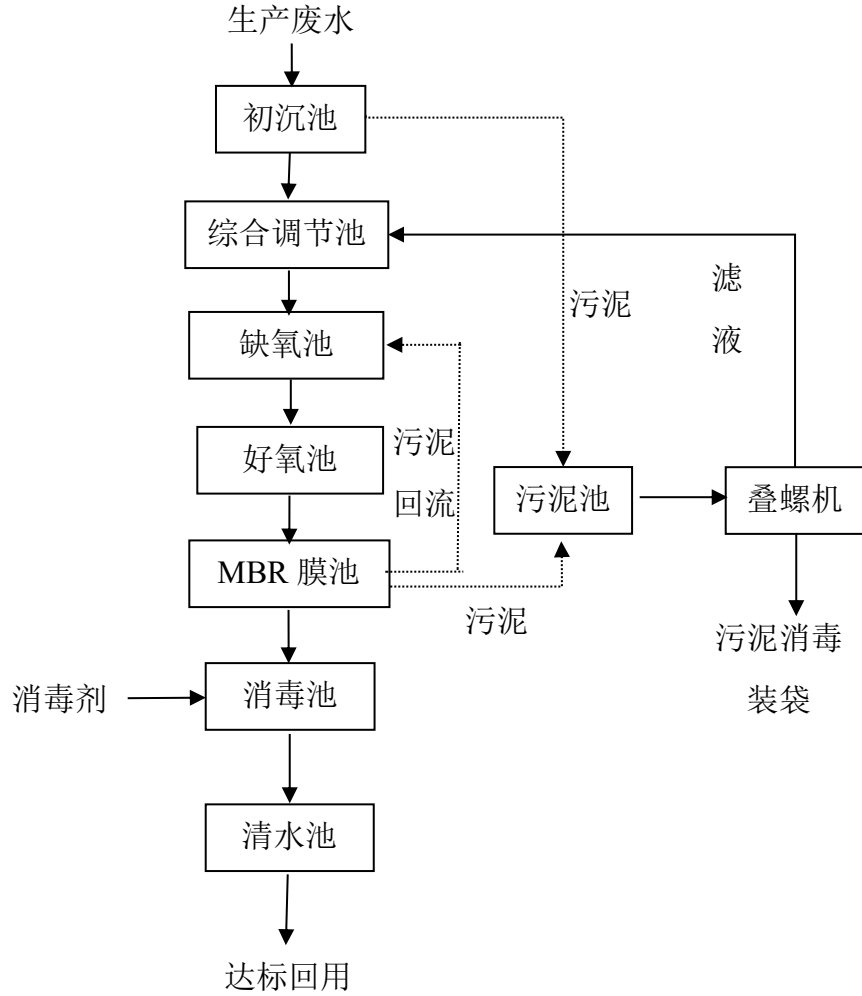 生产废水
初沉池
综合调节池
滤
液
污泥
缺氧池
污泥
回流
好氧池
污泥池
叠螺机
MBR 膜池
污泥
污泥消毒
装袋
消毒剂
消毒池
清水池
达标回用